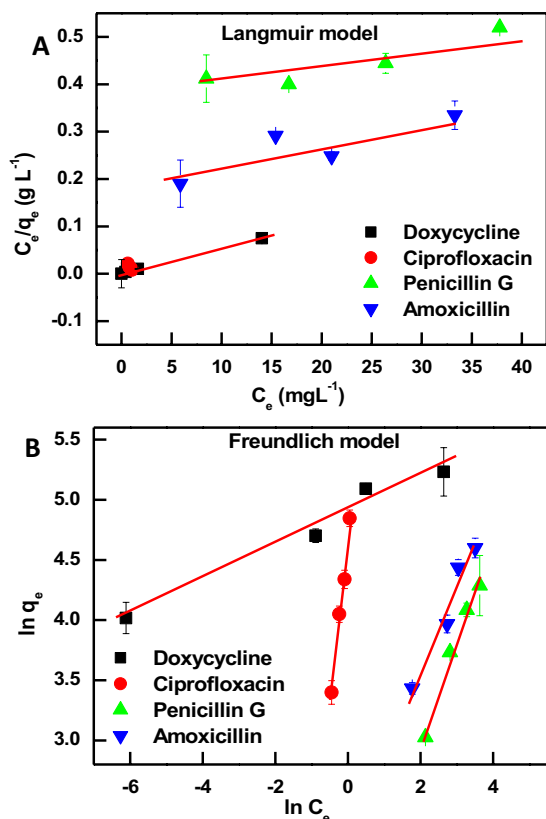 A
Langmuir model
0.5
0.4
0.3
0.2
0.1
0.0
-0.1
Cₑ/qₑ (g L⁻¹)
Doxycycline
Ciprofloxacin
Penicillin G
Amoxicillin
0 5 10 15 20 25 30 35 40
Cₑ (mgL⁻¹)
B
Freundlich model
5.5
5.0
4.5
4.0
3.5
3.0
ln qₑ
Doxycycline
Ciprofloxacin
Penicillin G
Amoxicillin
-6 -4 -2 0 2 4
ln Cₑ